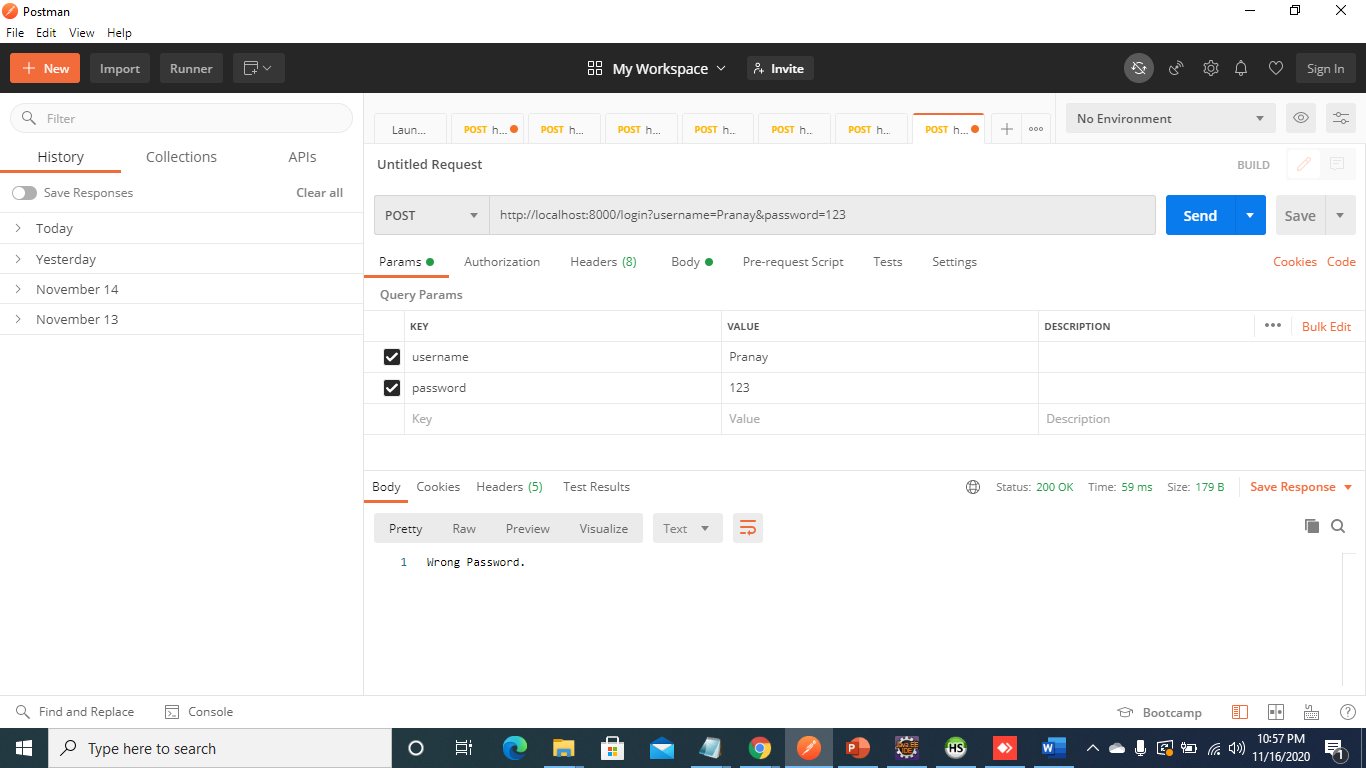 Postman
File Edit View Help
New Import Runner My Workspace Invite Sign In
Filter
History Collections APIs
Save Responses Clear all
Today
Yesterday
November 14
November 13
Laun... POST h... POST h... POST h... POST h... POST h... POST h... POST h... No Environment
Untitled Request BUILD
POST http://localhost:8000/login?username=Pranay&password=123 Send Save
Params Authorization Headers (8) Body Pre-request Script Tests Settings Cookies Code
Query Params
KEY VALUE DESCRIPTION Bulk Edit
username Pranay
password 123
Key Value Description
Body Cookies Headers (5) Test Results Status: 200 OK Time: 59 ms Size: 179 B Save Response
Pretty Raw Preview Visualize Text
1 Wrong Password.
Find and Replace Console Bootcamp
Type here to search HS 10:57 PM
11/16/2020 1